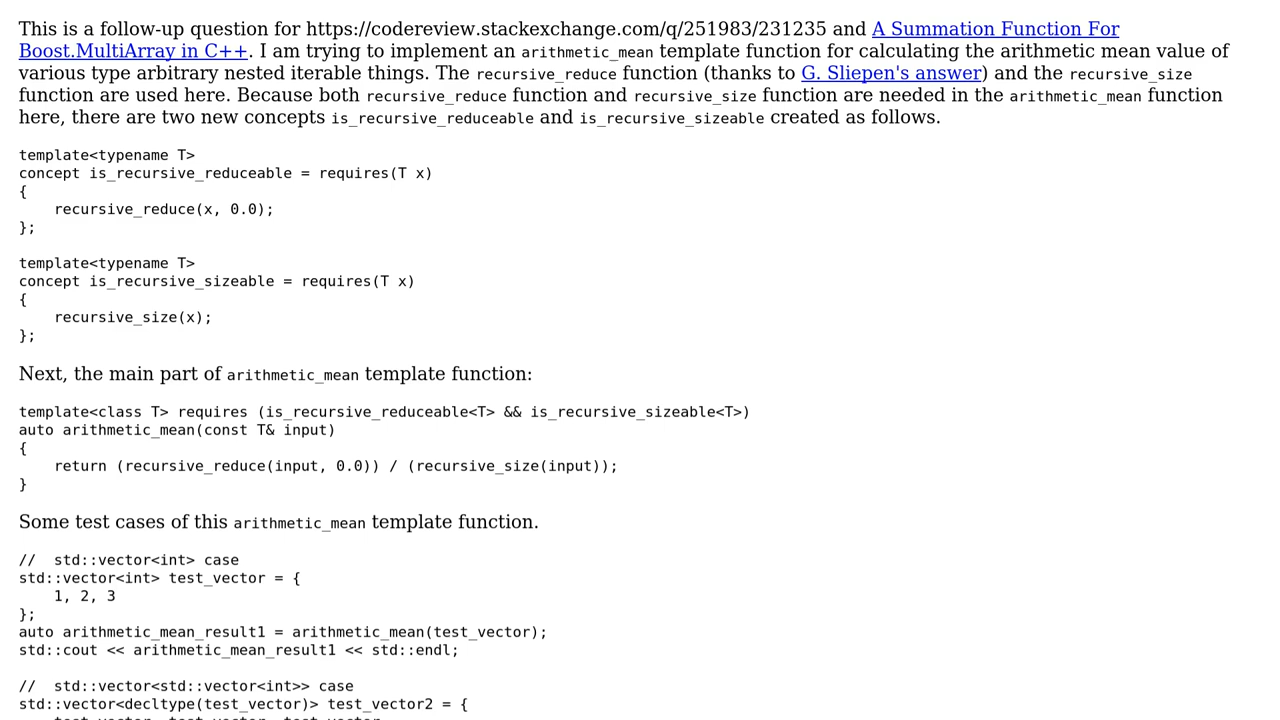 This is a follow-up question for https://codereview.stackexchange.com/q/251983/231235 and A Summation Function For
Boost.MultiArray in C++. I am trying to implement an arithmetic_mean template function for calculating the arithmetic mean value of
various type arbitrary nested iterable things. The recursive_reduce function (thanks to G. Sliepen's answer) and the recursive_size
function are used here. Because both recursive_reduce function and recursive_size function are needed in the arithmetic_mean function
here, there are two new concepts is_recursive_reduceable and is_recursive_sizeable created as follows.
template<typename T>
concept is_recursive_reduceable = requires(T x)
{
    recursive_reduce(x, 0.0);
};
template<typename T>
concept is_recursive_sizeable = requires(T x)
{
    recursive_size(x);
};
Next, the main part of arithmetic_mean template function:
template<class T> requires (is_recursive_reduceable<T> && is_recursive_sizeable<T>)
auto arithmetic_mean(const T& input)
{
    return (recursive_reduce(input, 0.0)) / (recursive_size(input));
}
Some test cases of this arithmetic_mean template function.
//  std::vector<int> case
std::vector<int> test_vector = {
    1, 2, 3
};
auto arithmetic_mean_result1 = arithmetic_mean(test_vector);
std::cout << arithmetic_mean_result1 << std::endl;
//  std::vector<std::vector<int>> case
std::vector<decltype(test_vector)> test_vector2 = {
    test_vector, test_vector, test_vector